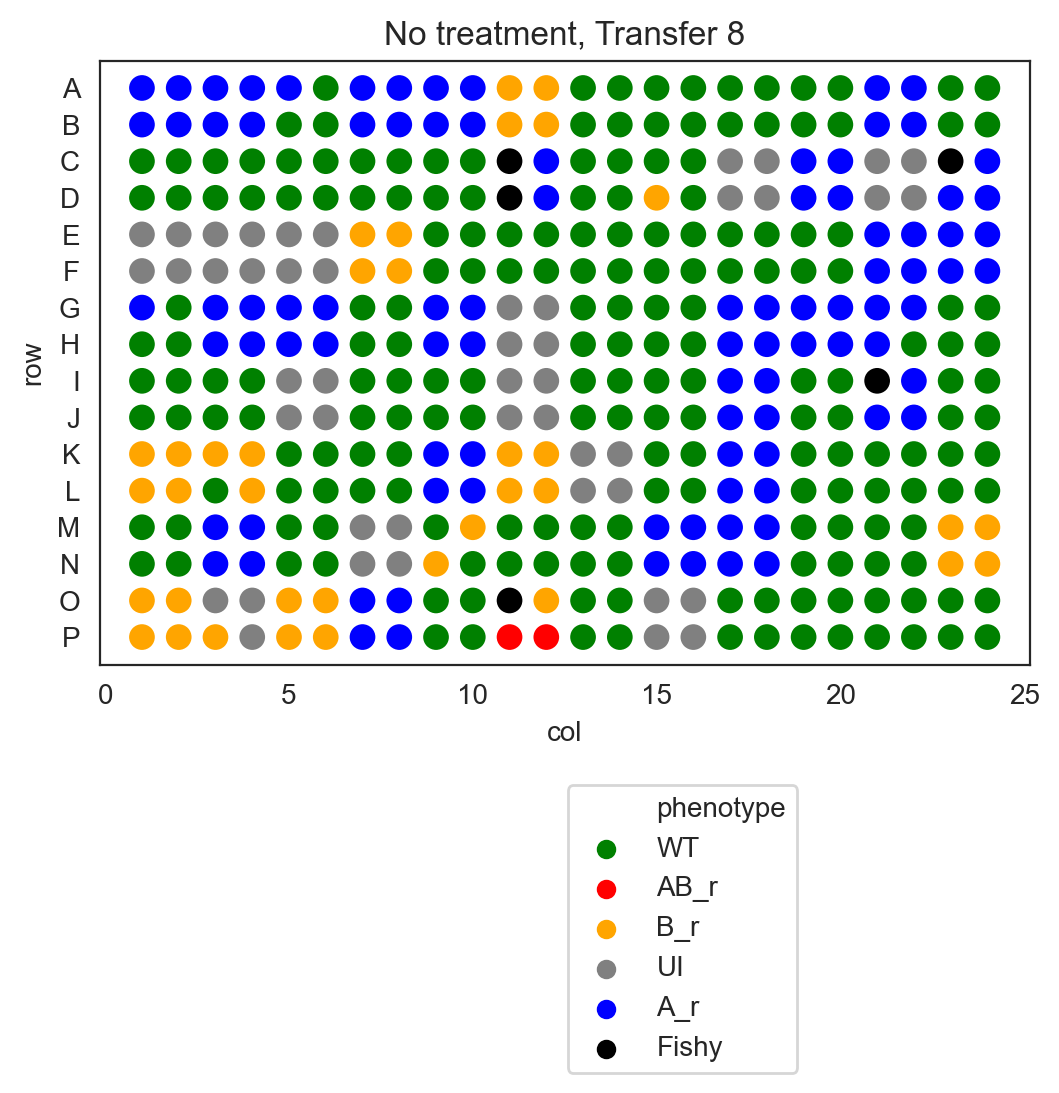 No treatment, Transfer 8
A
B
C
D
E
F
G
H
I
J
K
L
M
N
O
P
row
0 5 10 15 20 25
col
phenotype
WT
AB_r
B_r
UI
A_r
Fishy